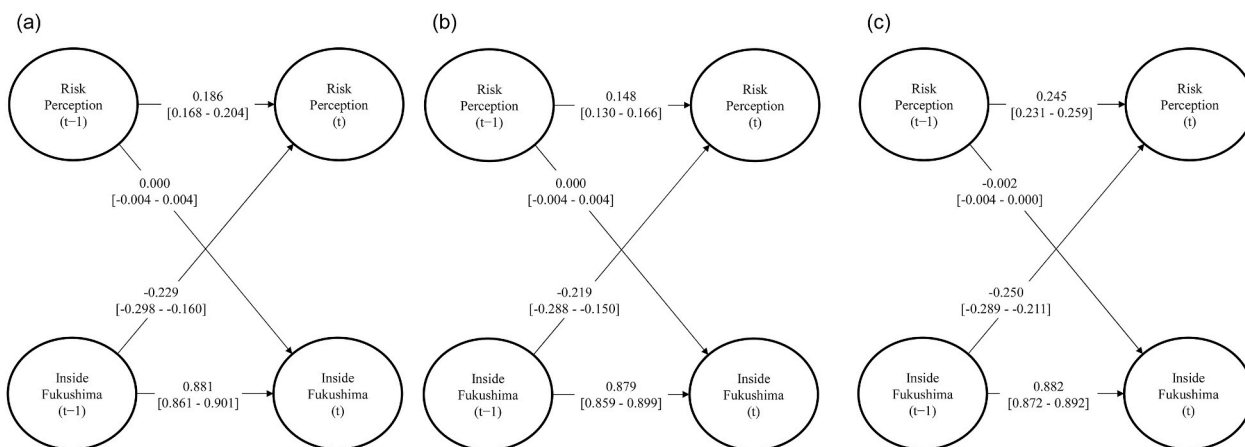 (a)
Risk
Perception
(t−1)
0.186
[0.168 - 0.204]
Risk
Perception
(t)
0.000
[-0.004 - 0.004]
-0.229
[-0.298 - -0.160]
Inside
Fukushima
(t−1)
0.881
[0.861 - 0.901]
Inside
Fukushima
(t)
(b)
Risk
Perception
(t−1)
0.148
[0.130 - 0.166]
Risk
Perception
(t)
0.000
[-0.004 - 0.004]
-0.219
[-0.288 - -0.150]
Inside
Fukushima
(t−1)
0.879
[0.859 - 0.899]
Inside
Fukushima
(t)
(c)
Risk
Perception
(t−1)
0.245
[0.231 - 0.259]
Risk
Perception
(t)
-0.002
[-0.004 - 0.000]
-0.250
[-0.289 - -0.211]
Inside
Fukushima
(t−1)
0.882
[0.872 - 0.892]
Inside
Fukushima
(t)